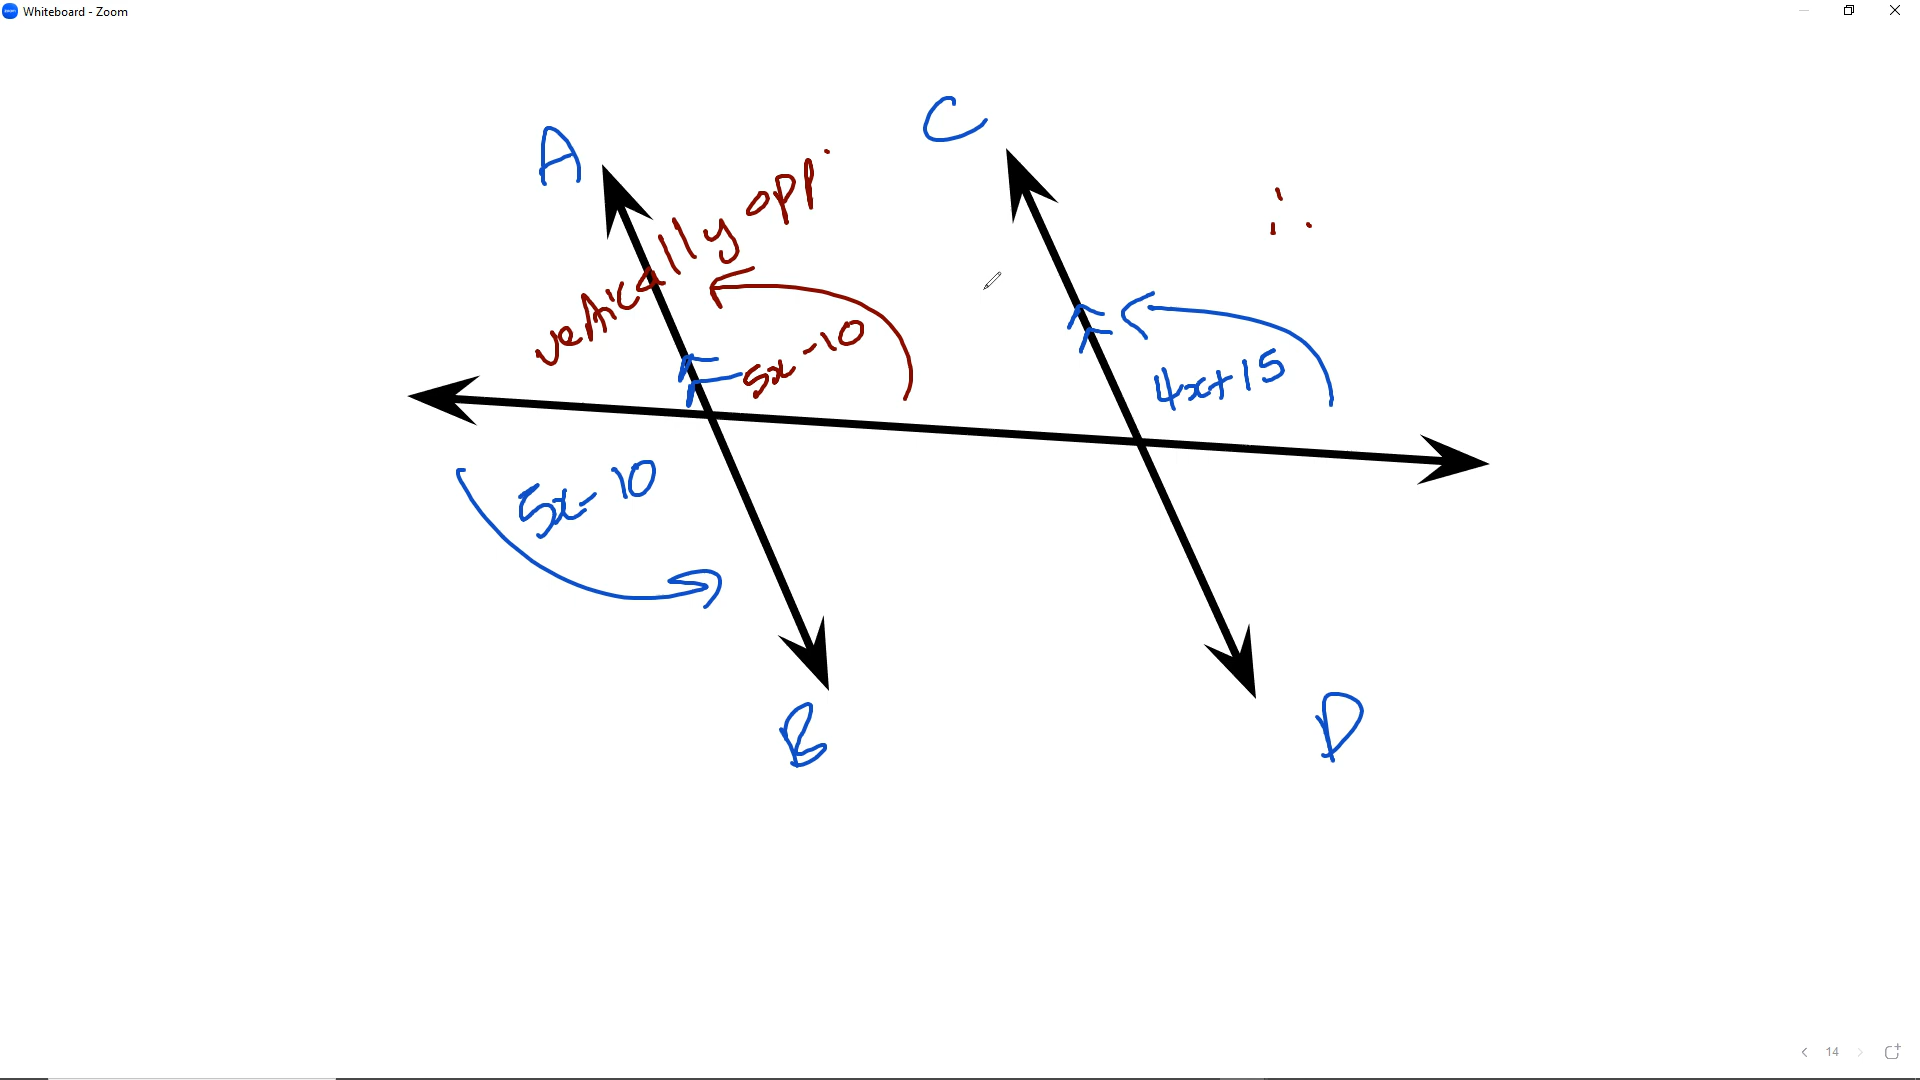 Whiteboard - Zoom
A
C
vertically opp.
∴
5x-10
4x+15
5x-10
B
D
14